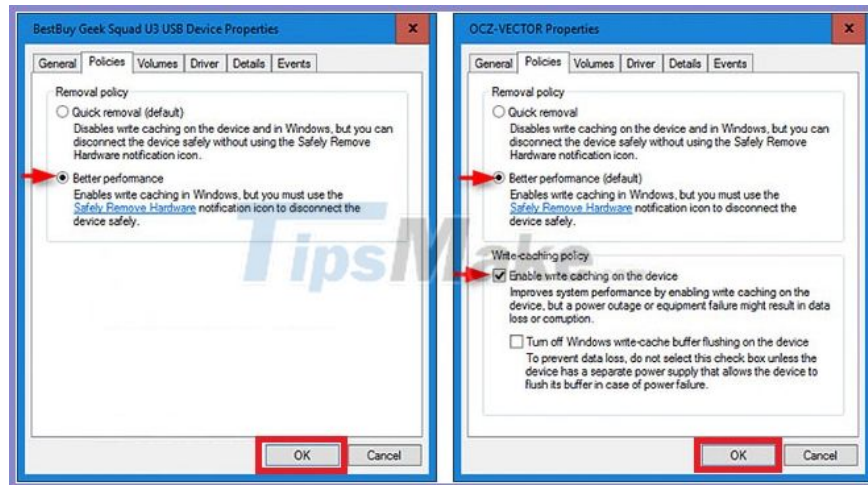 BestBuy Geek Squad U3 USB Device Properties
x
General Policies Volumes Driver Details Events
Removal policy
Quick removal (default)
Disables write caching on the device and in Windows, but you can
disconnect the device safely without using the Safely Remove
Hardware notification icon.
Better performance
Enables write caching in Windows, but you must use the
Safely Remove Hardware notification icon to disconnect the
device safely.
OK Cancel
OCZ-VECTOR Properties
x
General Policies Volumes Driver Details Events
Removal policy
Quick removal
Disables write caching on the device and in Windows, but you can
disconnect the device safely without using the Safely Remove
Hardware notification icon.
Better performance (default)
Enables write caching in Windows, but you must use the
Safely Remove Hardware notification icon to disconnect the
device safely.
Write-caching policy
Enable write caching on the device
Improves system performance by enabling write caching on the
device, but a power outage or equipment failure might result in data
loss or corruption.
Turn off Windows write-cache buffer flushing on the device
To prevent data loss, do not select this check box unless the
device has a separate power supply that allows the device to
flush its buffer in case of power failure.
OK Cancel
TipsMake